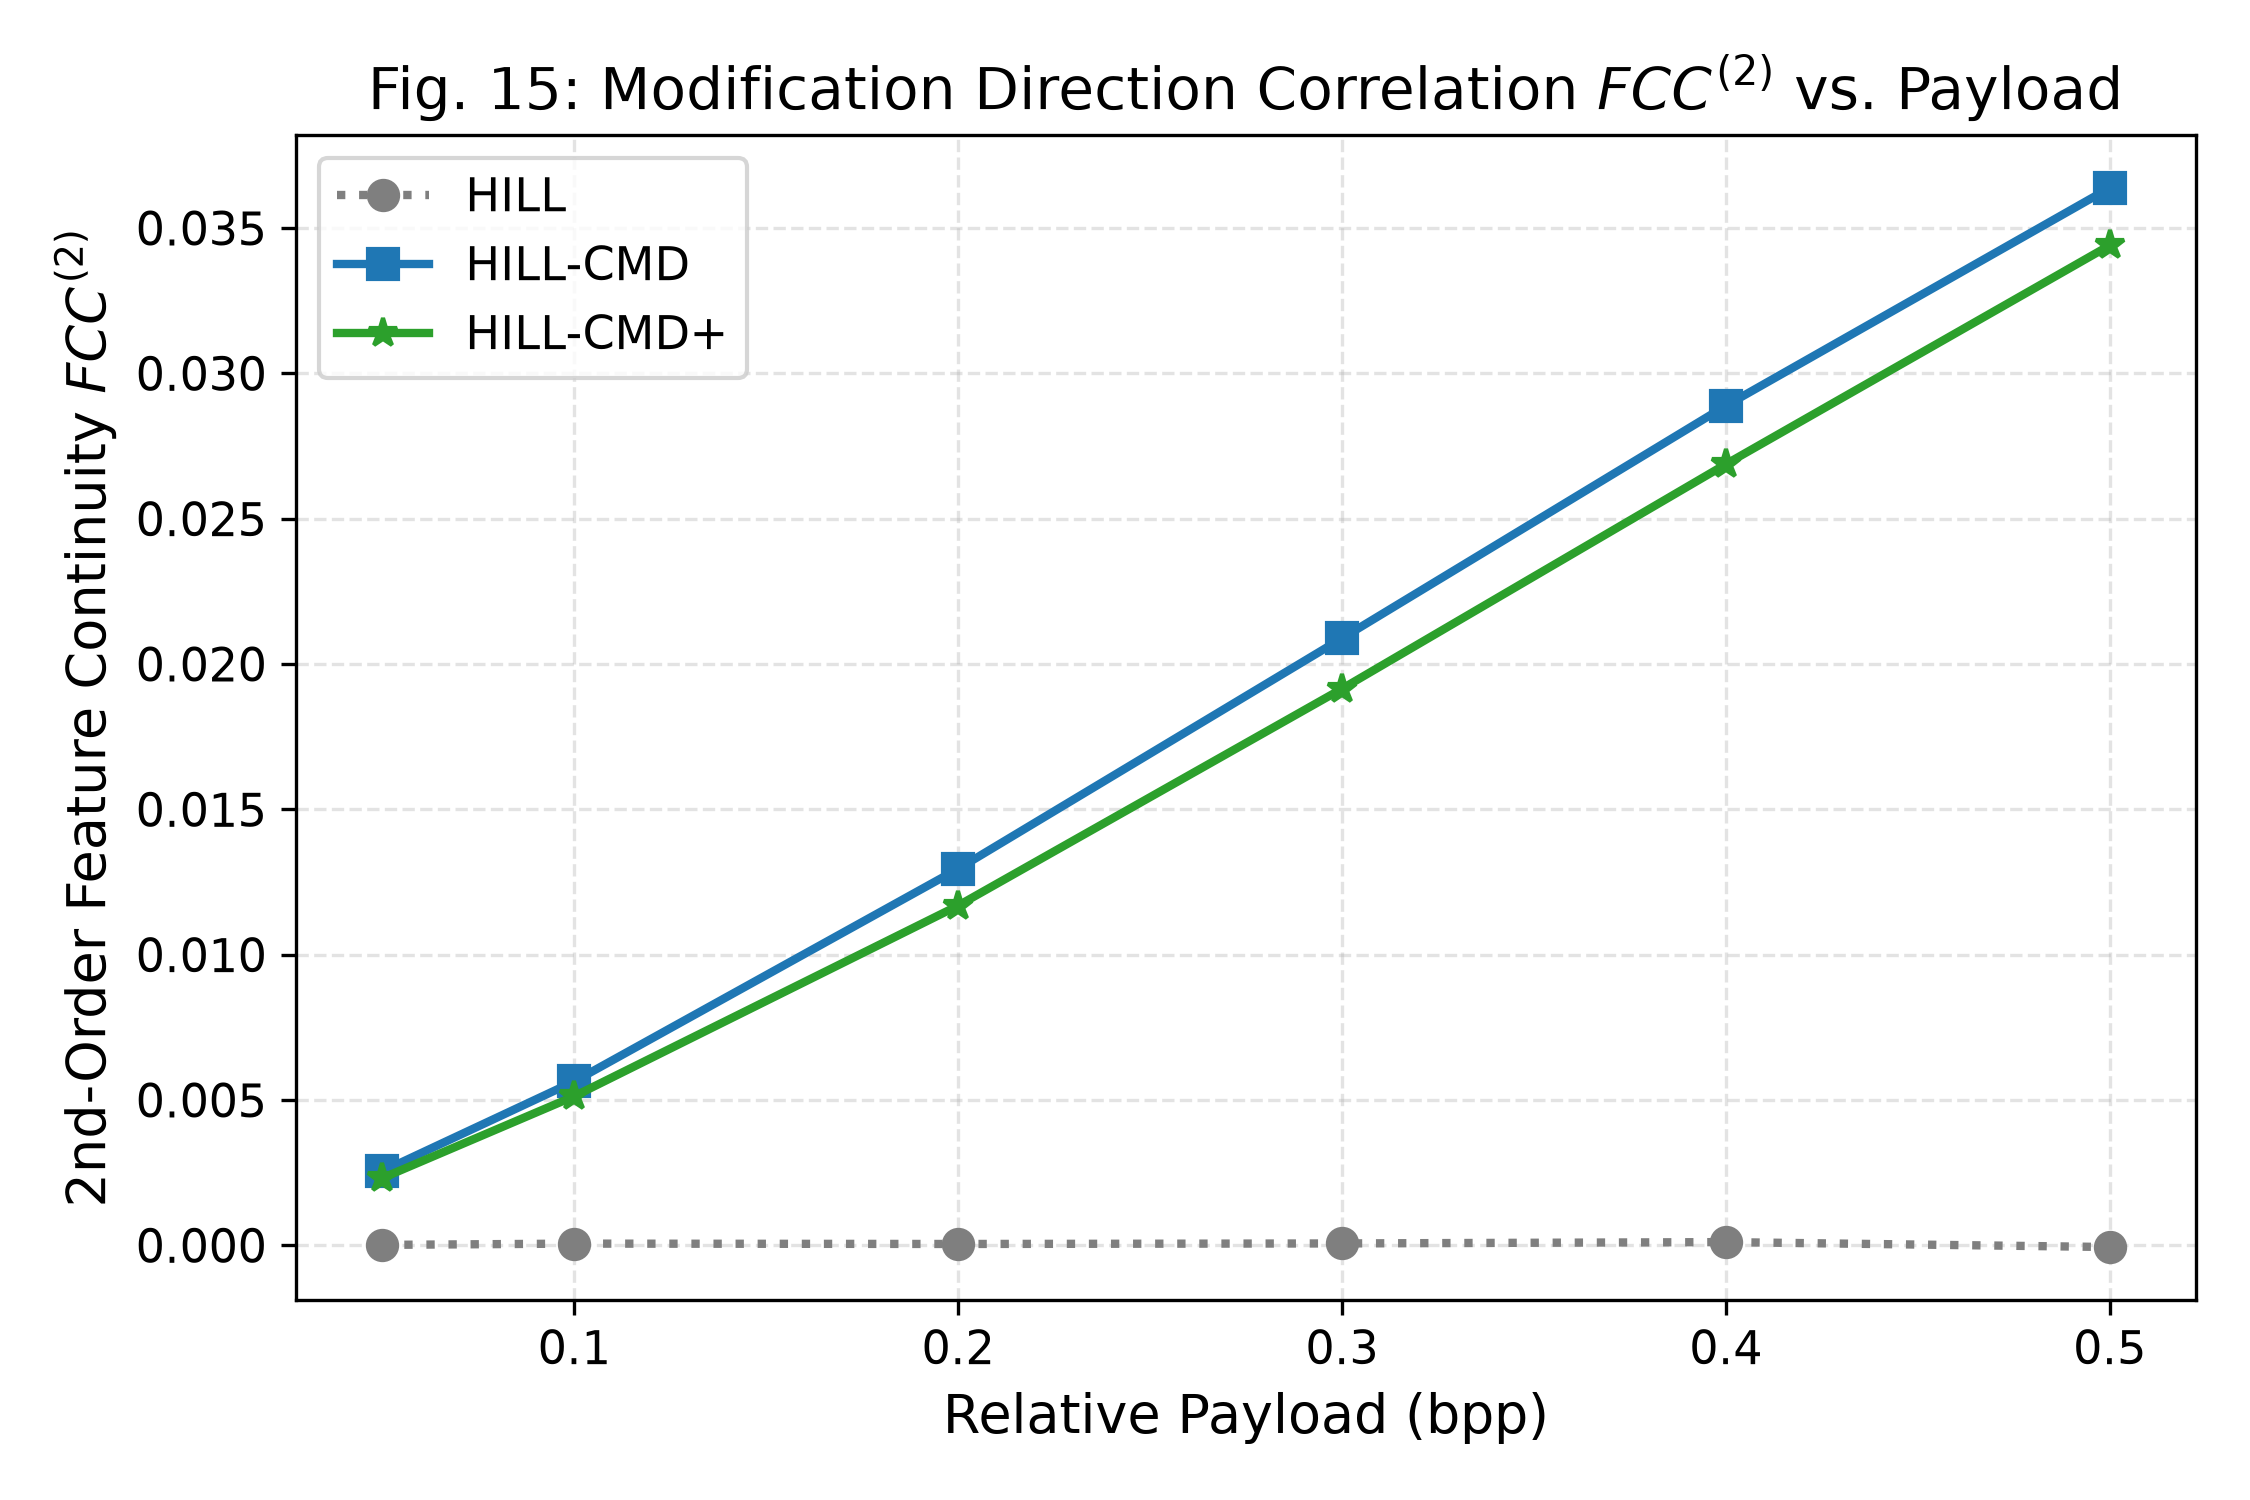 Fig. 15: Modification Direction Correlation FCC⁽²⁾ vs. Payload
HILL
HILL-CMD
HILL-CMD+
2nd-Order Feature Continuity FCC⁽²⁾
0.035
0.030
0.025
0.020
0.015
0.010
0.005
0.000
0.1
0.2
0.3
0.4
0.5
Relative Payload (bpp)